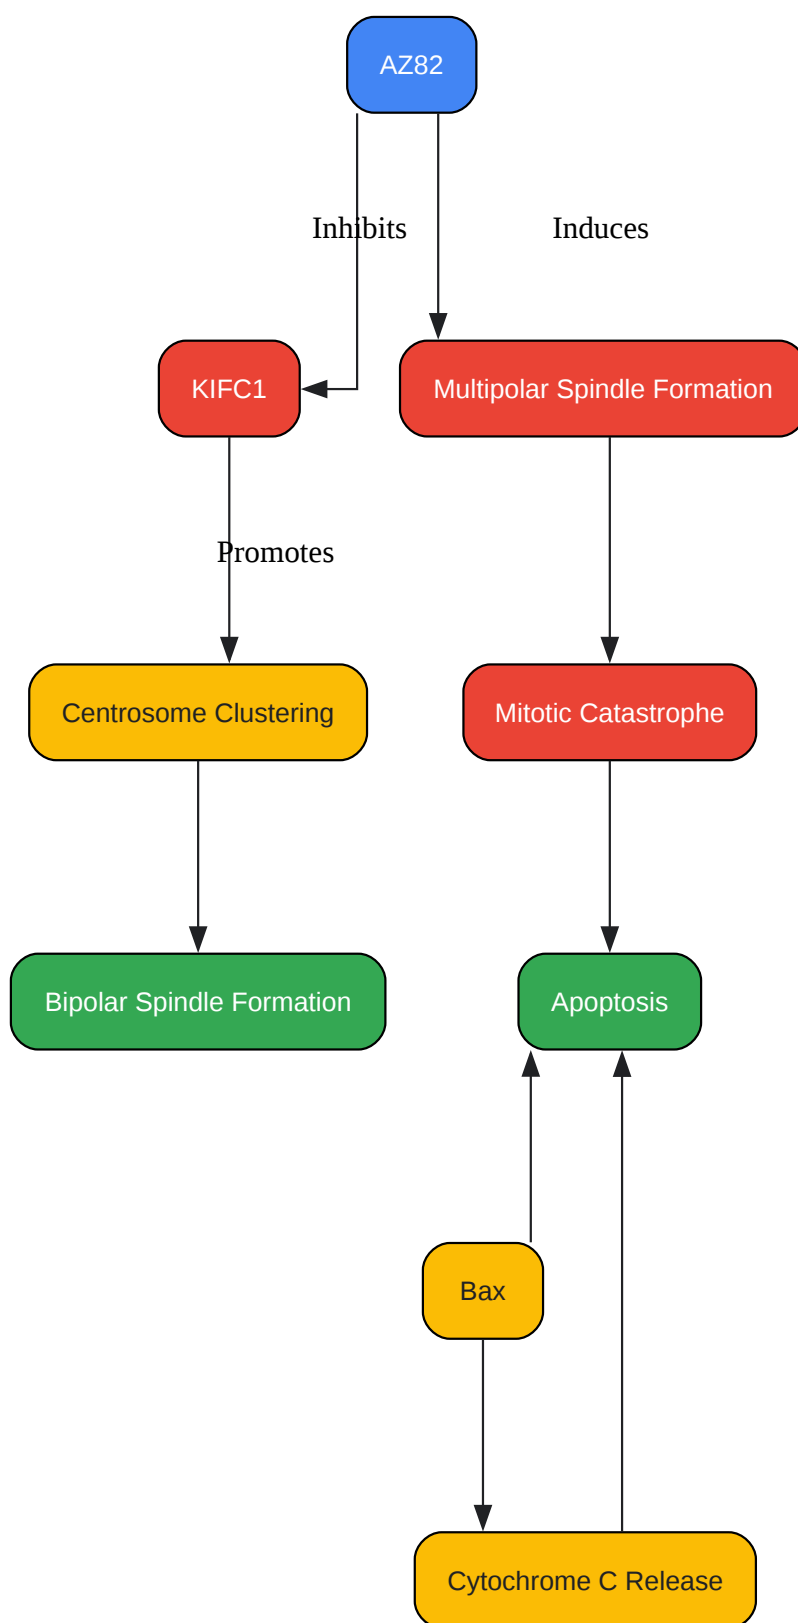 AZ82
Inhibits
Induces
KIFC1
Multipolar Spindle Formation
Promotes
Centrosome Clustering
Mitotic Catastrophe
Bipolar Spindle Formation
Apoptosis
Bax
Cytochrome C Release